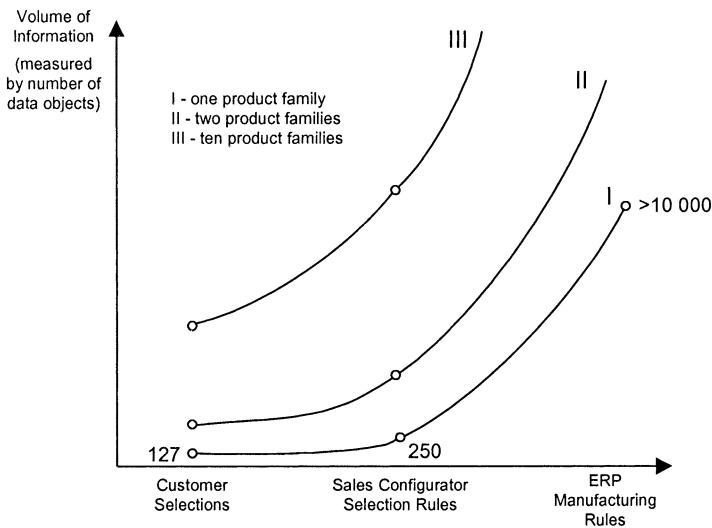 Volume of
Information
(measured
by number of
data objects)
III
II
I - one product family
II - two product families
III - ten product families
I
>10 000
127
250
Customer
Selections
Sales Configurator
Selection Rules
ERP
Manufacturing
Rules